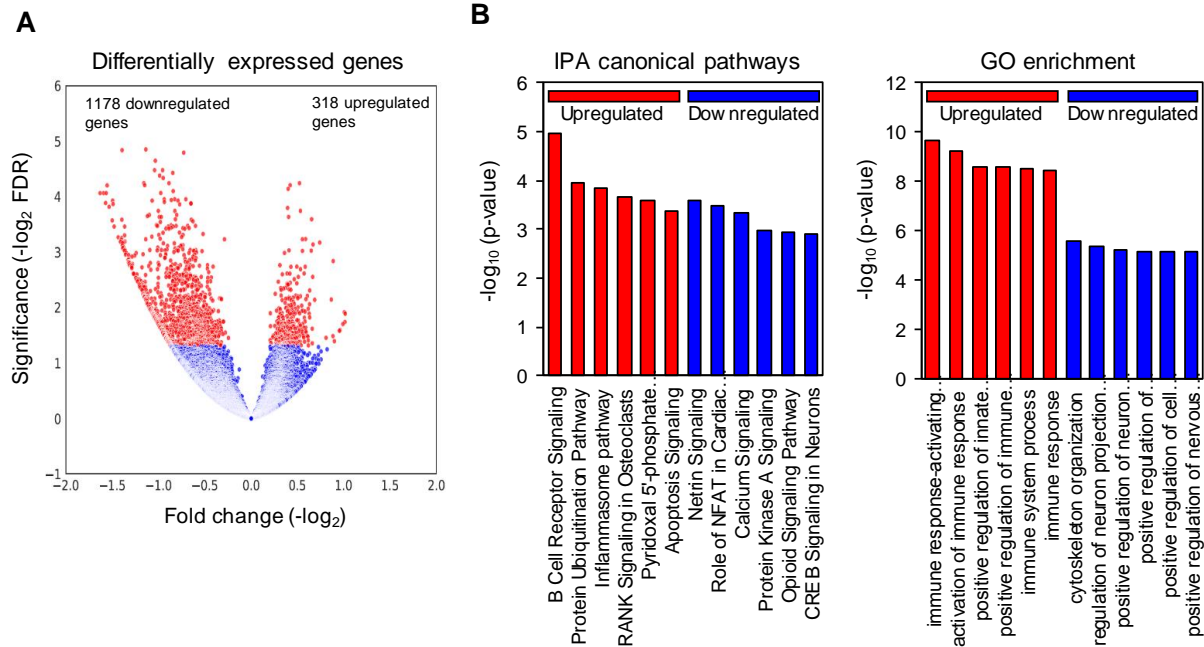 A
Differentially expressed genes
1178 downregulated
genes
318 upregulated
genes
Significance (-log2 FDR)
6
5
4
3
2
1
0
−1
−2.0
−1.5
−1.0
−0.5
0.0
0.5
1.0
1.5
2.0
Fold change (-log2)
B
IPA canonical pathways
Upregulated
Dow nregulated
-log10 (p-value)
6
5
4
3
2
1
0
B Cell Receptor Signaling
Protein Ubiquitination Pathway
Inflammasome pathway
RANK Signaling in Osteoclasts
Pyridoxal 5'-phosphate...
Apoptosis Signaling
Netrin Signaling
Role of NFAT in Cardiac...
Calcium Signaling
Protein Kinase A Signaling
Opioid Signaling Pathway
CREB Signaling in Neurons
GO enrichment
Upregulated
Dow nregulated
-log10 (p-value)
12
10
8
6
4
2
0
immune response-activating...
activation of immune response
positive regulation of innate...
positive regulation of immune...
immune system process
immune response
cytoskeleton organization
regulation of neuron projection...
positive regulation of neuron...
positive regulation of...
positive regulation of cell...
positive regulation of nervous...